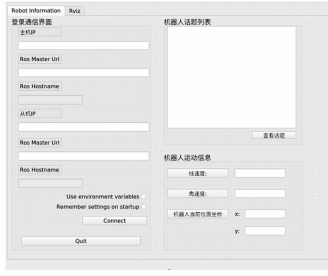 Robot Information Rviz
登录通信界面
主机IP
Ros Master Url
Ros Hostname
从机IP
Ros Master Url
Ros Hostname
Use environment variables
Remember settings on startup
Connect
Quit
机器人话题列表
查看话题
机器人运动信息
线速度:
角速度:
机器人当前位置坐标 x:
y: